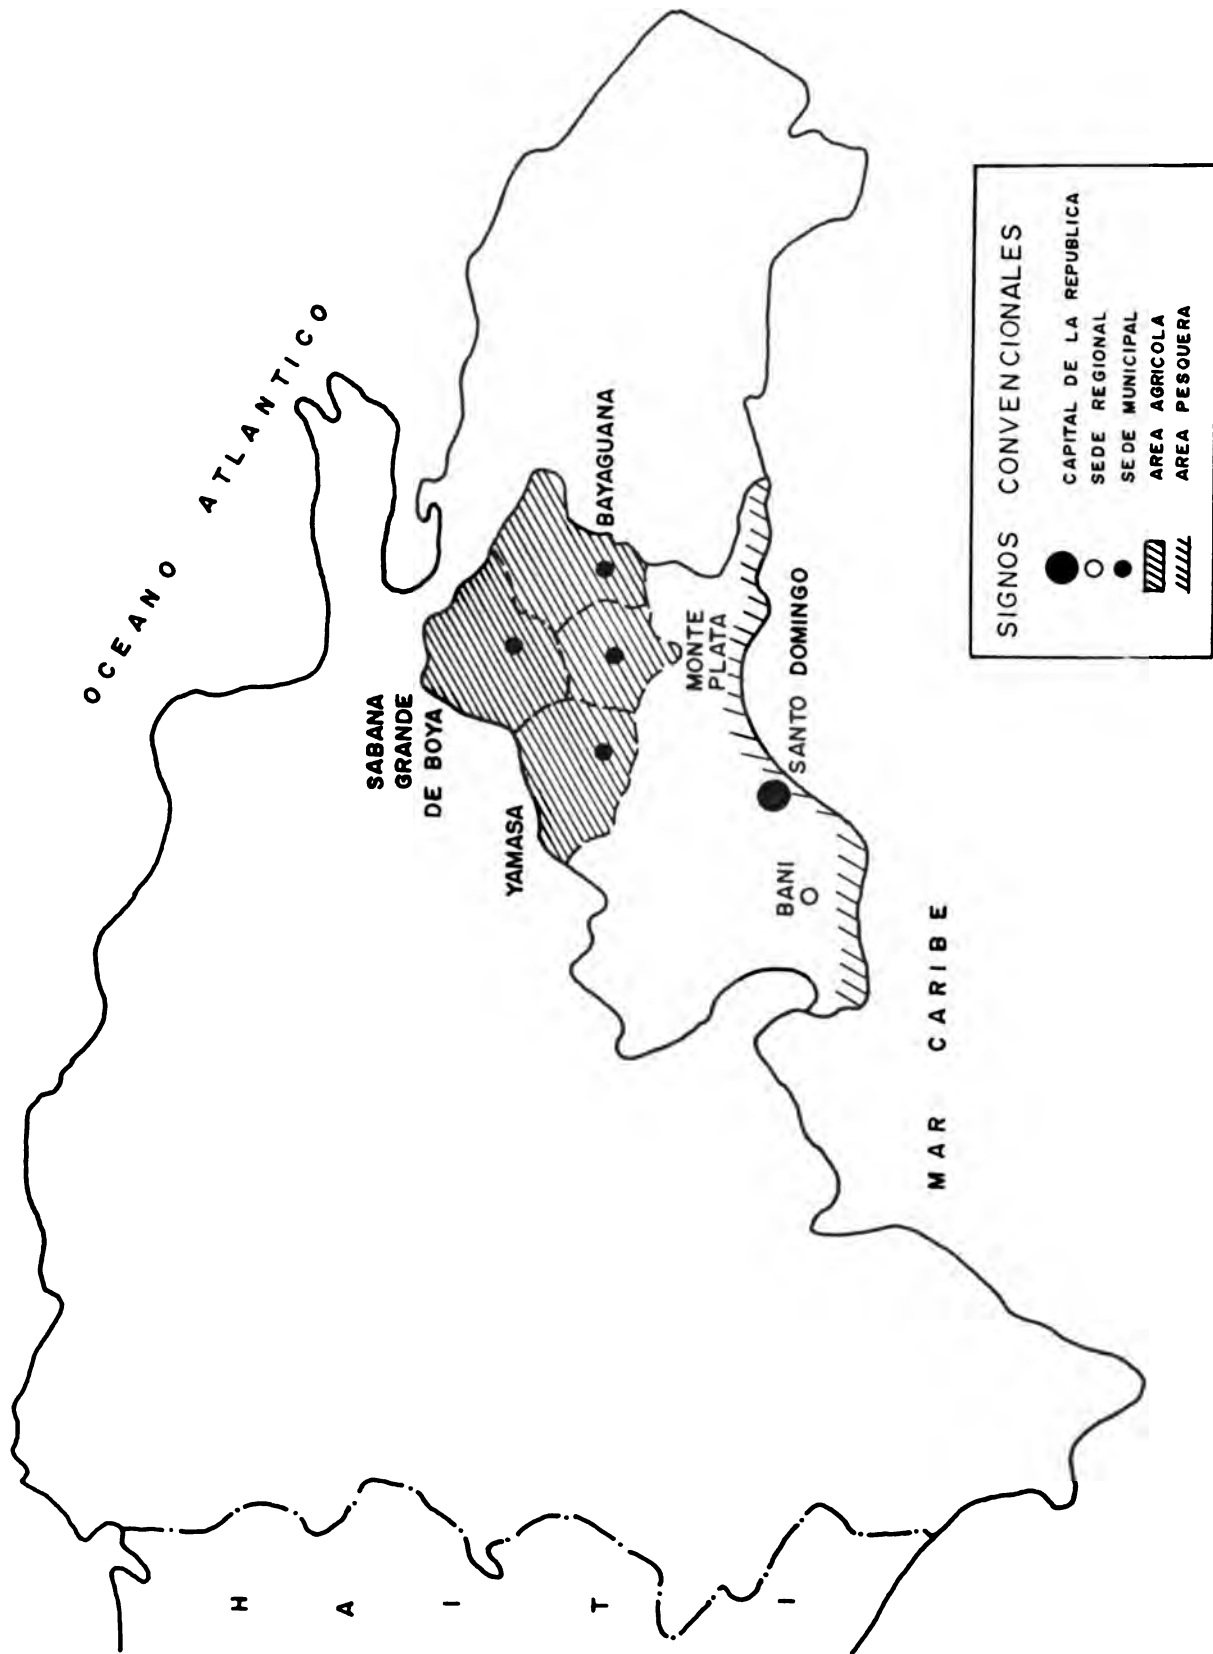 OCEANO ATLANTICO
SABANA
GRANDE
DE BOYA
YAMASA
BAYAGUANA
MONTE
PLATA
SANTO DOMINGO
BANI
MAR CARIBE
HAITI
SIGNOS CONVENCIONALES
CAPITAL DE LA REPUBLICA
SEDE REGIONAL
SEDE MUNICIPAL
AREA AGRICOLA
AREA PESQUERA